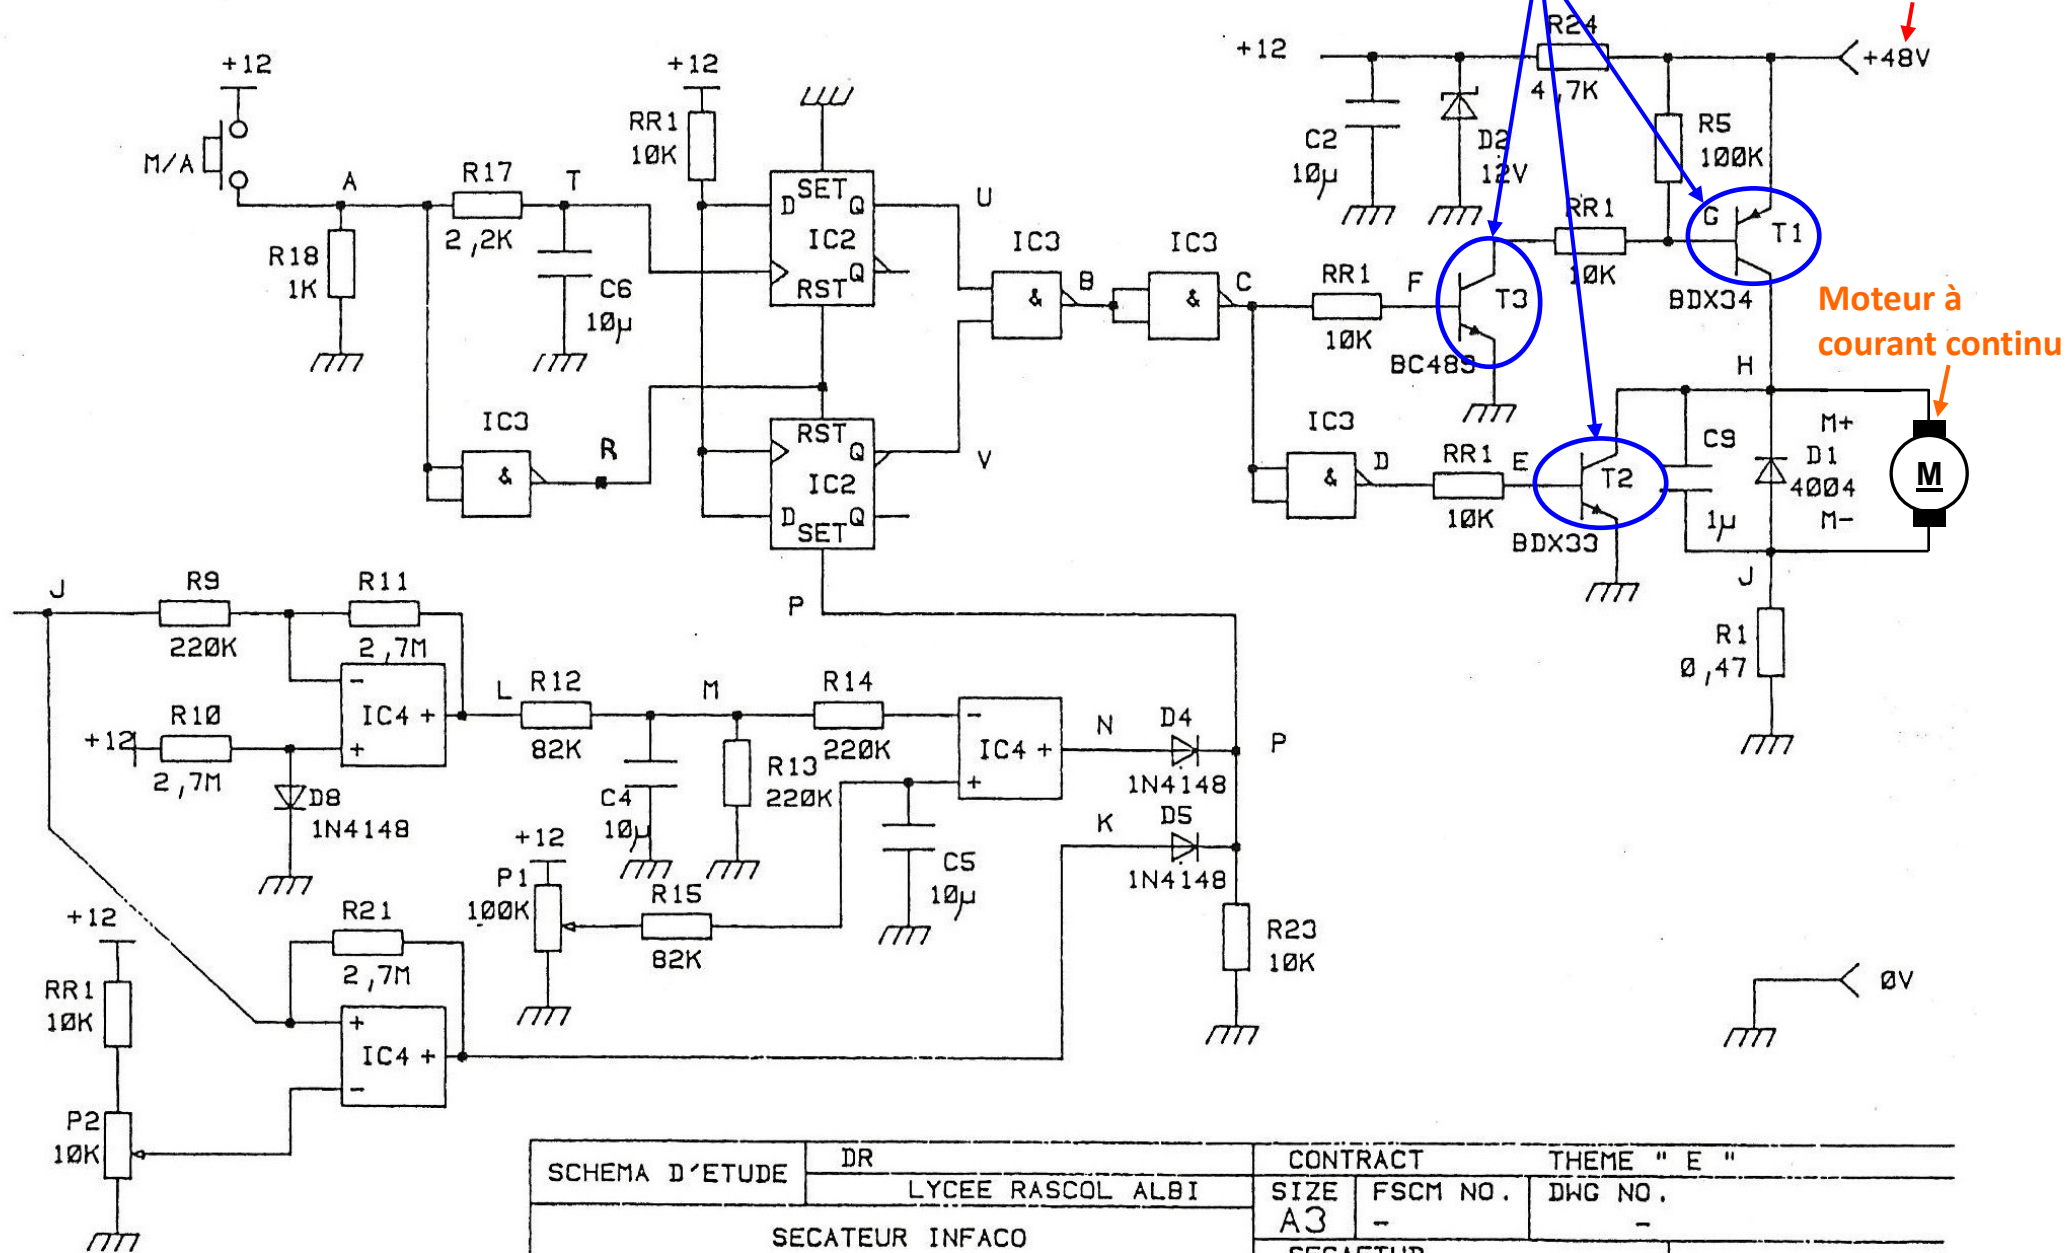 +12
M/A
A
R17
2,2K
T
R18
1K
C6
10µ
+12
RR1
10K
SET
D
Q
IC2
Q
RST
U
IC3
&
R
RST
Q
IC2
D
Q
SET
V
P
IC3
&
B
IC3
&
C
RR1
10K
F
T3
IC3
&
D
RR1
10K
E
T2
BDX33
+12
C2
10µ
D2
12V
R24
4,7K
+48V
R5
100K
RR1
10K
G
T1
BDX34
Moteur à
courant continu
H
C9
1µ
M+
D1
4004
M-
M
J
R1
0,47
J
R9
220K
R11
2,7M
-
IC4 +
+
R10
+12
2,7M
D8
1N4148
L
R12
82K
M
C4
10µ
R13
220K
R14
220K
-
IC4 +
+
N
D4
1N4148
P
K
D5
1N4148
C5
10µ
R23
10K
+12
P1
100K
R15
82K
+12
RR1
10K
P2
10K
R21
2,7M
+
IC4 +
-
0V
SCHEMA D'ETUDE
DR
LYCEE RASCOL ALBI
SECATEUR INFACO
CONTRACT
THEME " E "
SIZE
A3
FSCM NO.
-
DWG NO.
-